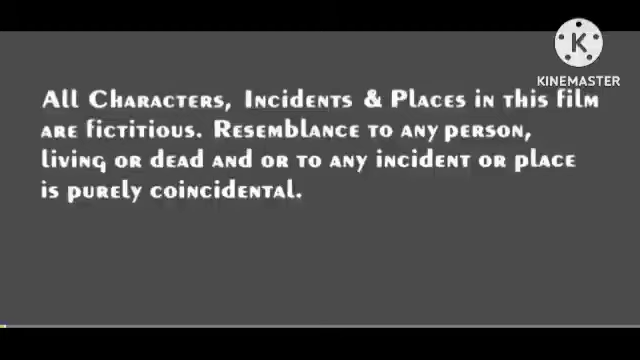 KINEMASTER
All Characters, Incidents & Places in this film
are fictitious. Resemblance to any person,
living or dead and or to any incident or place
is purely coincidental.